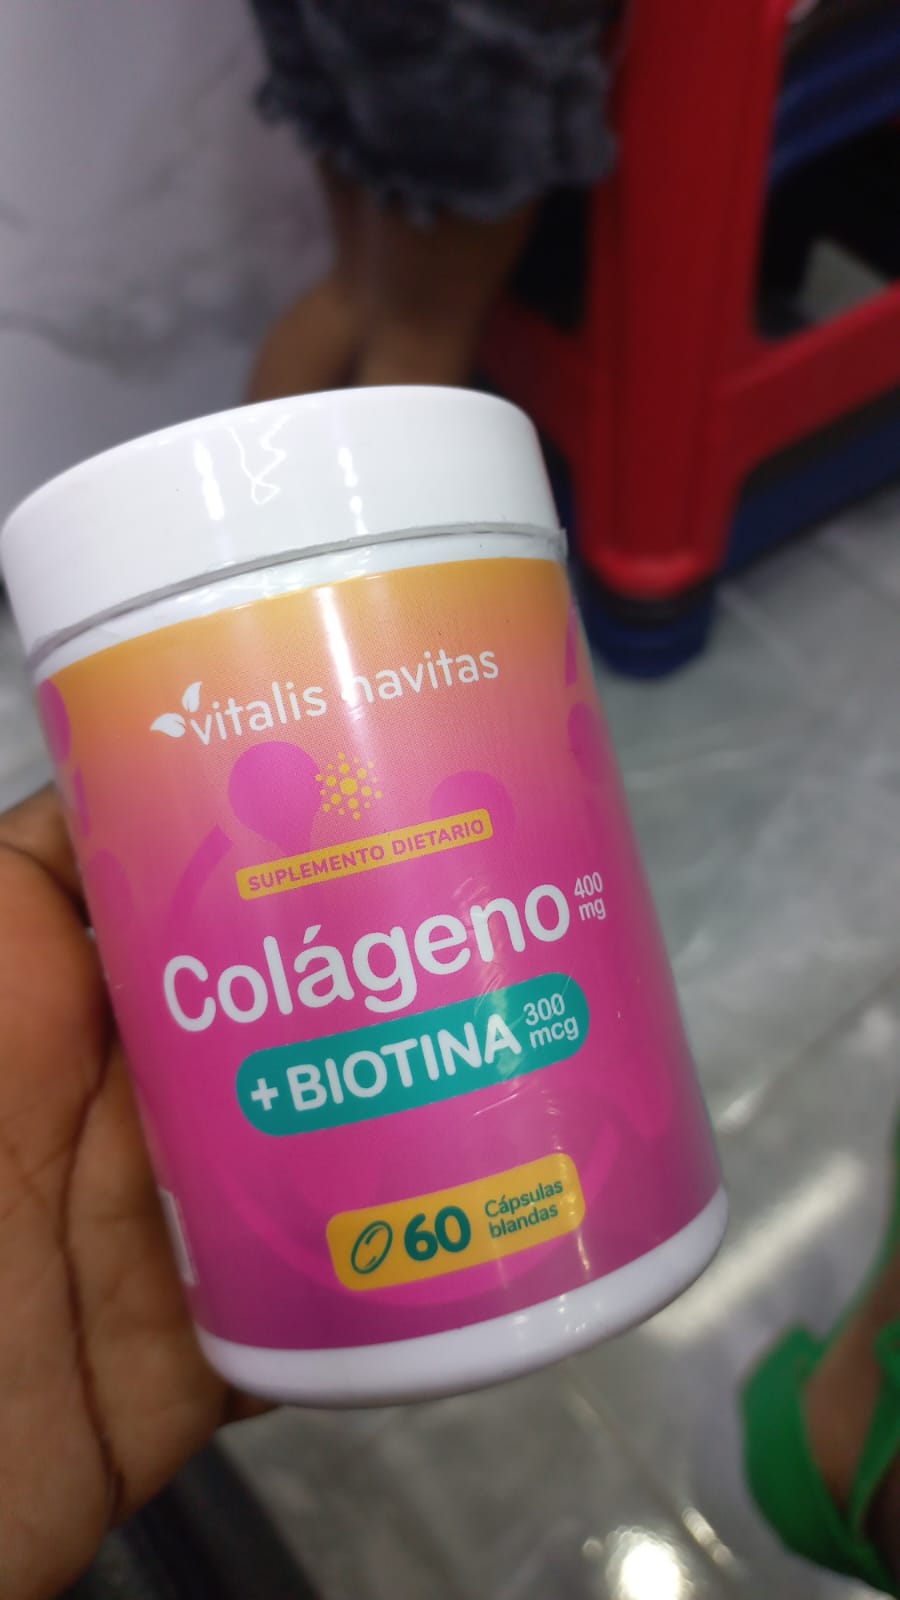 vitalis navitas
SUPLEMENTO DIETARIO
Colágeno 400 mg
+ BIOTINA 300 mcg
60 Cápsulas blandas